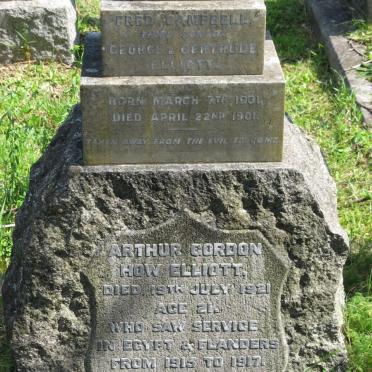 FRED CAMPBELL,
GEORGE & GERTRUDE
ELLIOTT.
BORN MARCH 7TH 1901,
DIED APRIL 22ND 1901.
TAKEN AWAY FROM THE EVIL TO COME
ARTHUR GORDON
HOW ELLIOTT,
DIED 19TH JULY 1921
AGE 21,
WHO SAW SERVICE
IN EGYPT & FLANDERS
FROM 1915 TO 1917.